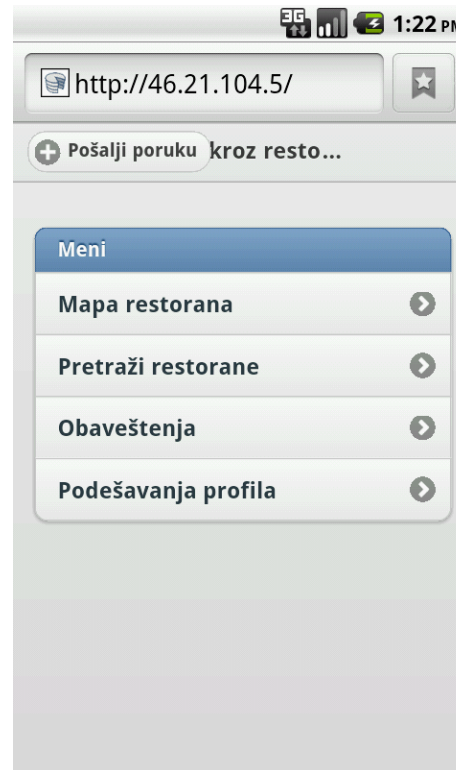 3G 1:22 PM
http://46.21.104.5/
Pošalji poruku kroz resto...
Meni
Mapa restorana
Pretraži restorane
Obaveštenja
Podešavanja profila